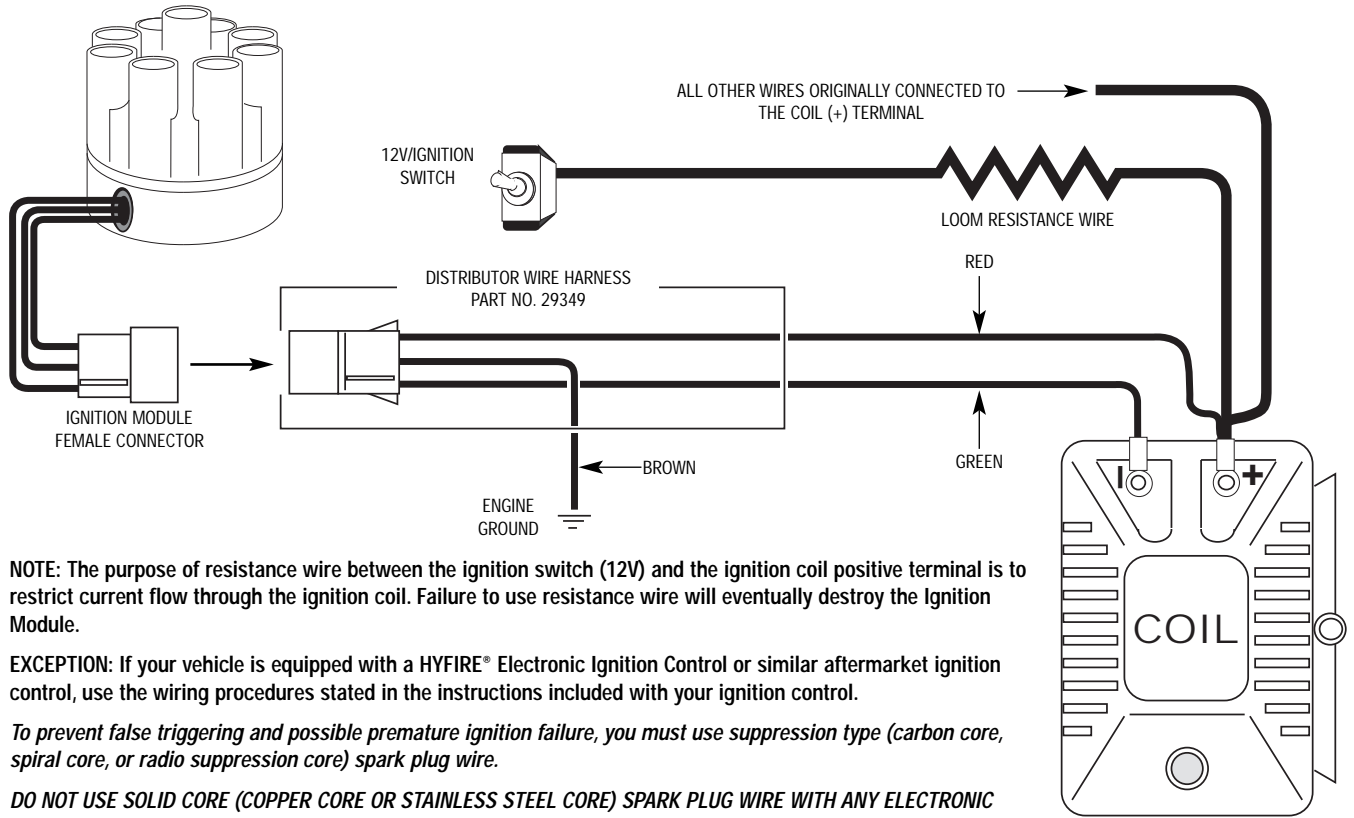 ALL OTHER WIRES ORIGINALLY CONNECTED TO
THE COIL (+) TERMINAL
12V/IGNITION
SWITCH
LOOM RESISTANCE WIRE
DISTRIBUTOR WIRE HARNESS
PART NO. 29349
RED
IGNITION MODULE
FEMALE CONNECTOR
GREEN
BROWN
ENGINE
GROUND
I
+
COIL
NOTE: The purpose of resistance wire between the ignition switch (12V) and the ignition coil positive terminal is to
restrict current flow through the ignition coil. Failure to use resistance wire will eventually destroy the Ignition
Module.
EXCEPTION: If your vehicle is equipped with a HYFIRE® Electronic Ignition Control or similar aftermarket ignition
control, use the wiring procedures stated in the instructions included with your ignition control.
To prevent false triggering and possible premature ignition failure, you must use suppression type (carbon core,
spiral core, or radio suppression core) spark plug wire.
DO NOT USE SOLID CORE (COPPER CORE OR STAINLESS STEEL CORE) SPARK PLUG WIRE WITH ANY ELECTRONIC